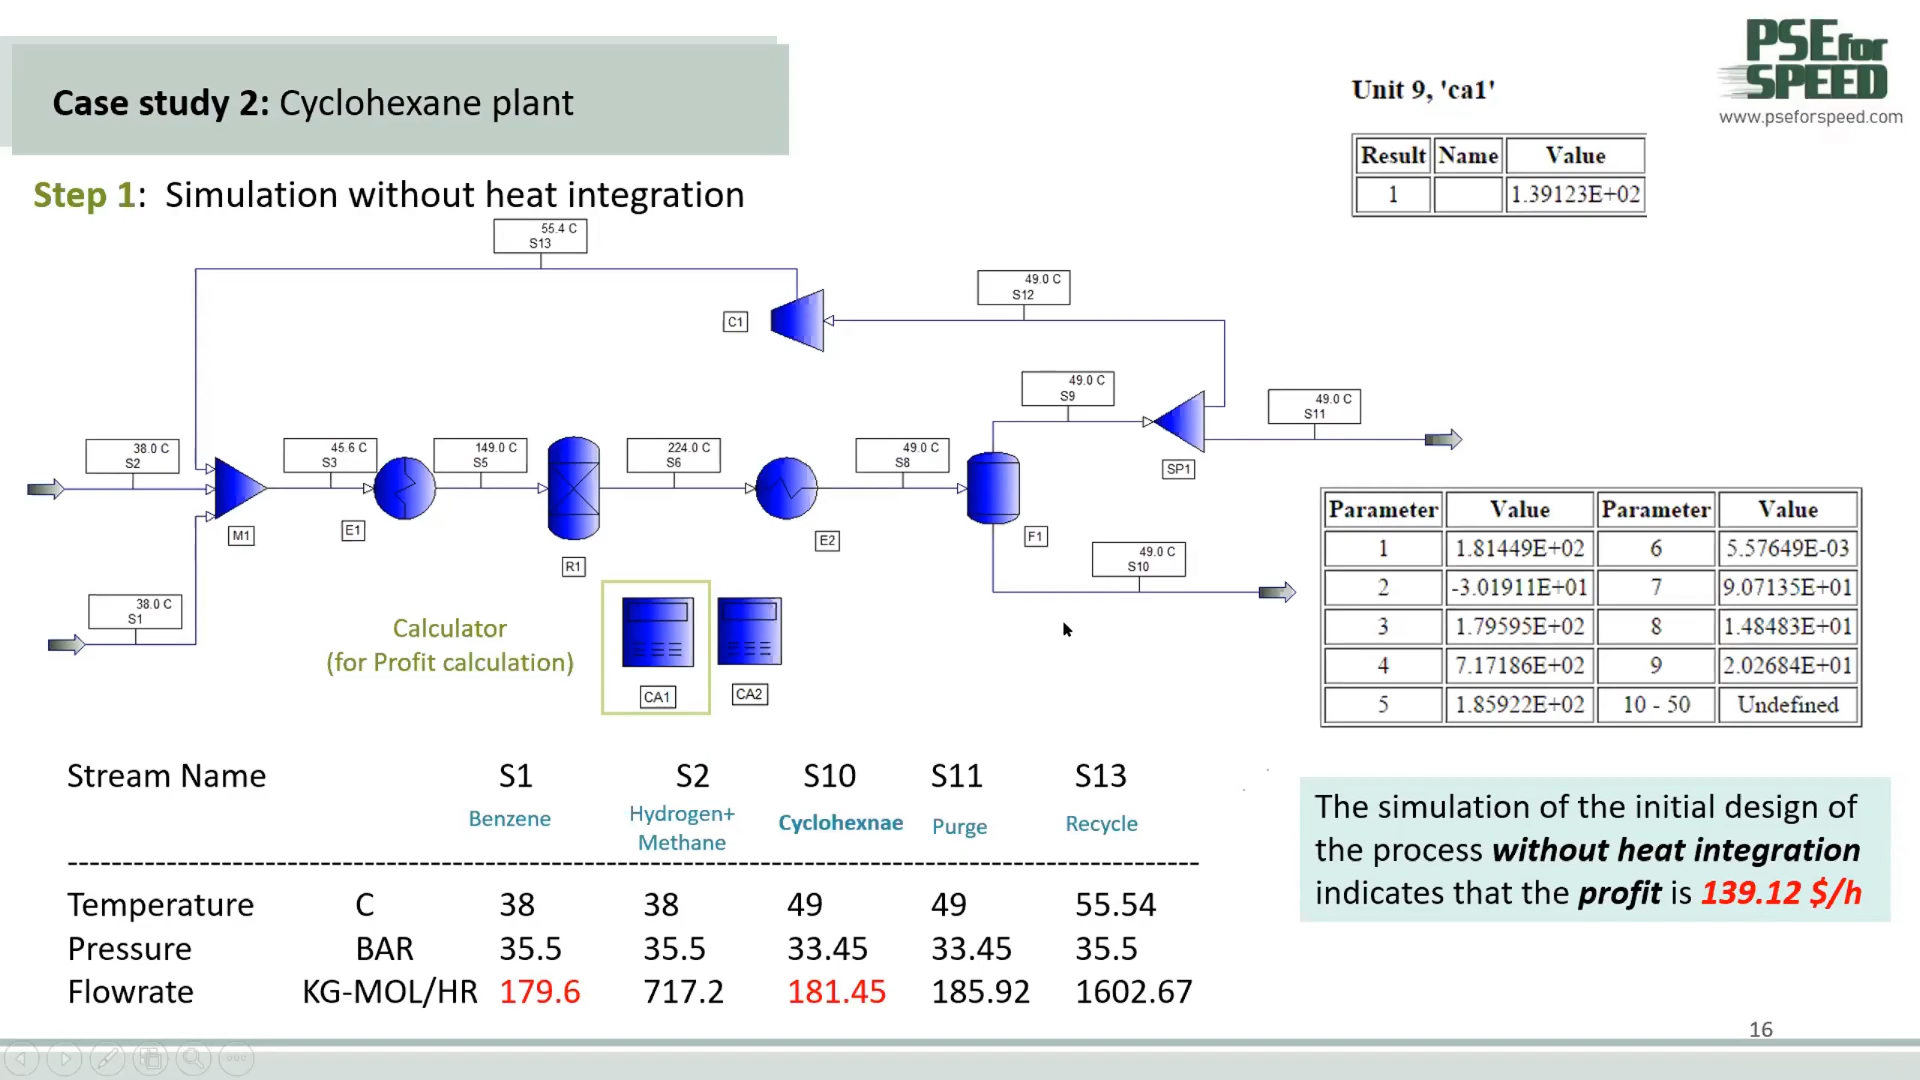 PSEfor
SPEED
www.pseforspeed.com
Case study 2: Cyclohexane plant
Unit 9, 'ca1'
Result Name Value
1 1.39123E+02
Step 1: Simulation without heat integration
55.4 C
S13
49.0 C
S12
C1
49.0 C
S9
49.0 C
S11
38.0 C
S2
45.6 C
S3
149.0 C
S5
224.0 C
S6
49.0 C
S8
SP1
M1
E1
R1
E2
F1
49.0 C
S10
38.0 C
S1
Calculator
(for Profit calculation)
CA1
CA2
Parameter Value Parameter Value
1 1.81449E+02 6 5.57649E-03
2 -3.01911E+01 7 9.07135E+01
3 1.79595E+02 8 1.48483E+01
4 7.17186E+02 9 2.02684E+01
5 1.85922E+02 10 - 50 Undefined
Stream Name S1 S2 S10 S11 S13
Benzene Hydrogen+ Methane Cyclohexnae Purge Recycle
Temperature C 38 38 49 49 55.54
Pressure BAR 35.5 35.5 33.45 33.45 35.5
Flowrate KG-MOL/HR 179.6 717.2 181.45 185.92 1602.67
The simulation of the initial design of
the process without heat integration
indicates that the profit is 139.12 $/h
16